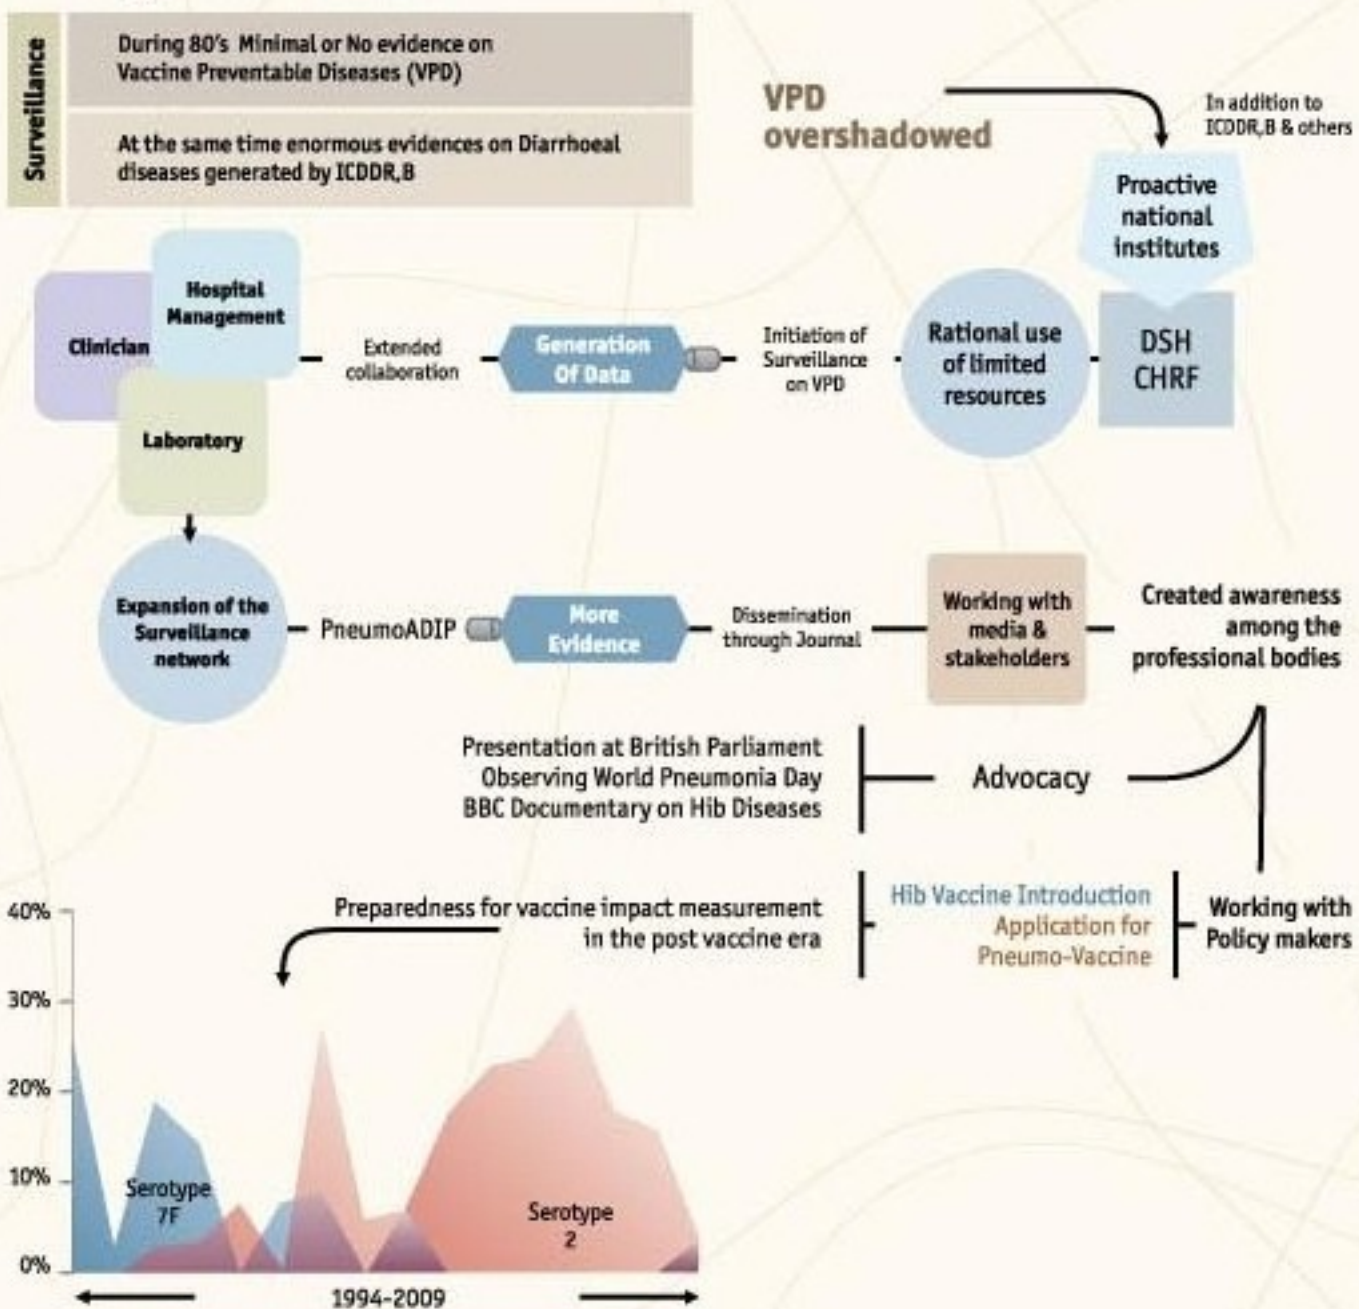 Surveillance
During 80's Minimal or No evidence on
Vaccine Preventable Diseases (VPD)
At the same time enormous evidences on Diarrhoeal
diseases generated by ICDDR,B
VPD
overshadowed
In addition to
ICDDR,B & others
Proactive
national
institutes
DSH
CHRF
Rational use
of limited
resources
Initiation of
Surveillance
on VPD
Generation
Of Data
Extended
collaboration
Hospital
Management
Clinician
Laboratory
Expansion of the
Surveillance
network
PneumoADIP
More
Evidence
Dissemination
through Journal
Working with
media &
stakeholders
Created awareness
among the
professional bodies
Advocacy
Presentation at British Parliament
Observing World Pneumonia Day
BBC Documentary on Hib Diseases
Working with
Policy makers
Hib Vaccine Introduction
Application for
Pneumo-Vaccine
Preparedness for vaccine impact measurement
in the post vaccine era
40%
30%
20%
10%
0%
Serotype
7F
Serotype
2
1994-2009